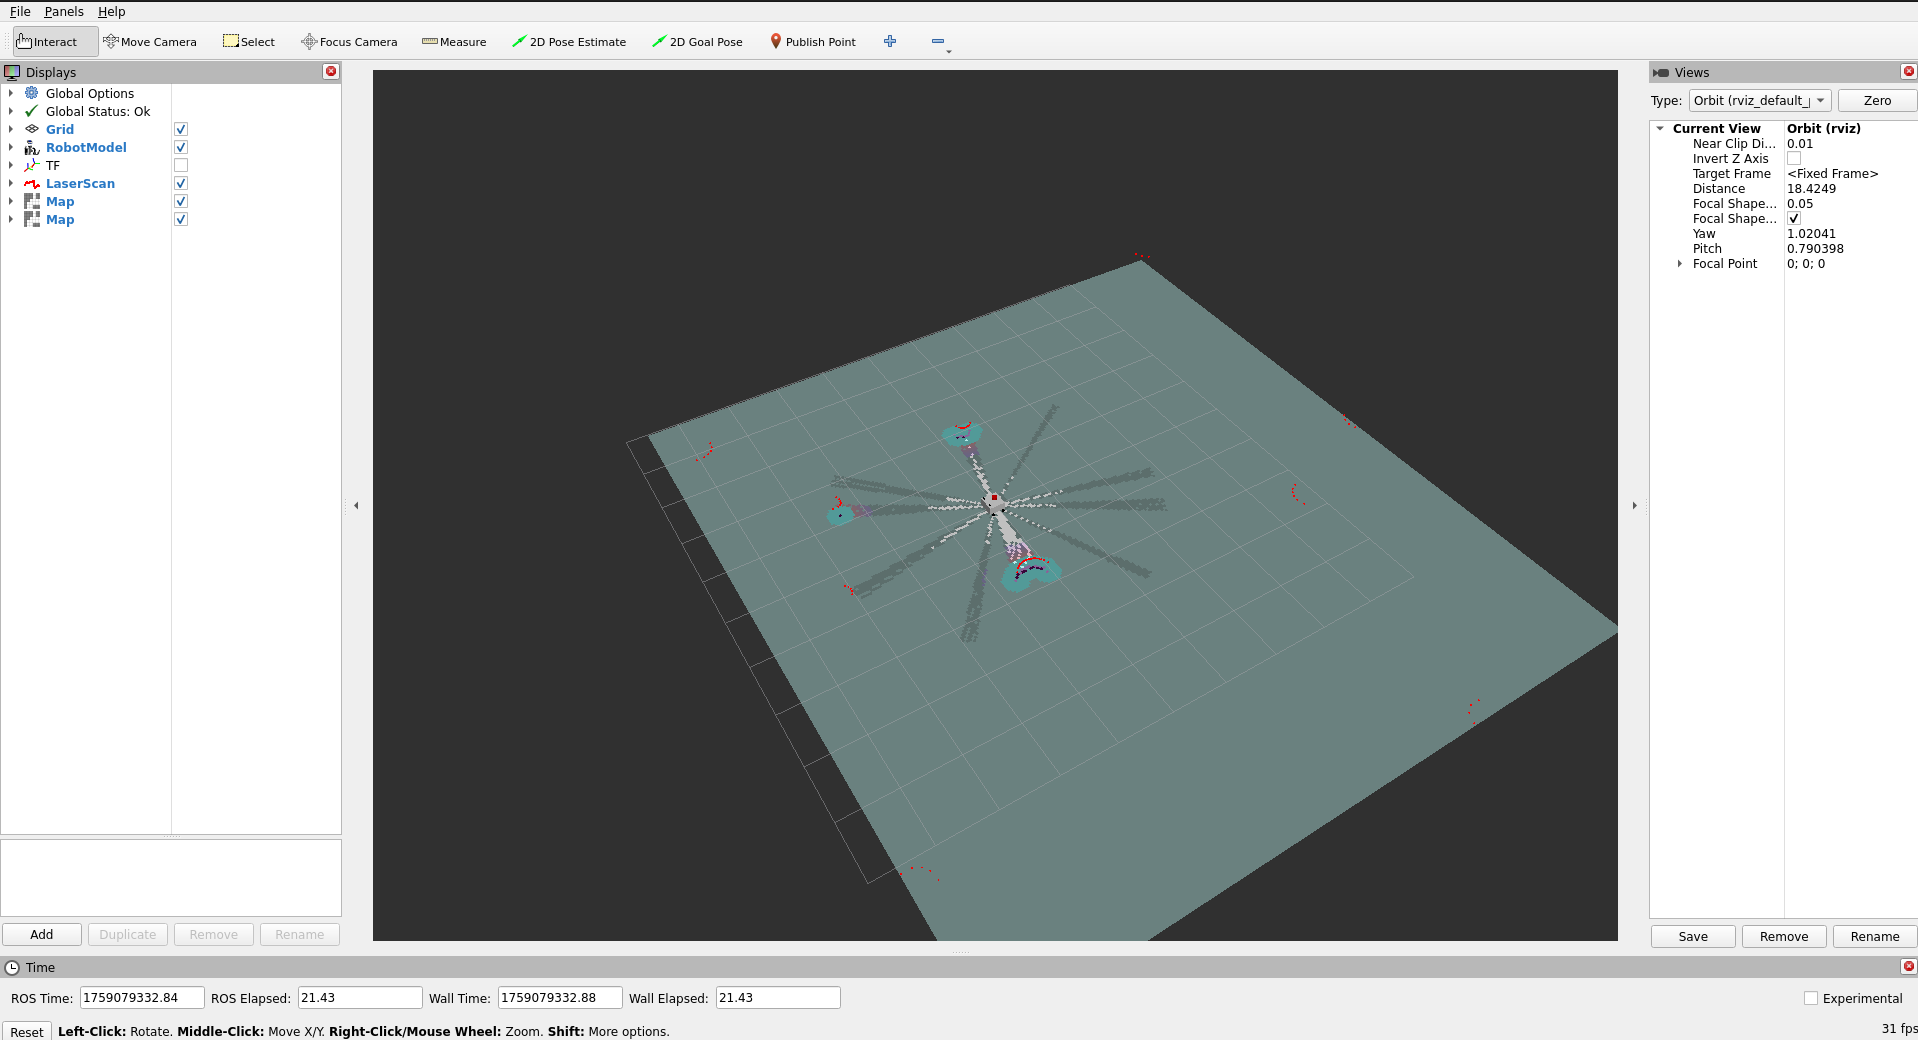 File Panels Help
Interact Move Camera Select Focus Camera Measure 2D Pose Estimate 2D Goal Pose Publish Point
Displays
Global Options
Global Status: Ok
Grid
RobotModel
TF
LaserScan
Map
Map
Add Duplicate Remove Rename
Views
Type: Orbit (rviz_default_ Zero
Current View Orbit (rviz)
Near Clip Di... 0.01
Invert Z Axis
Target Frame <Fixed Frame>
Distance 18.4249
Focal Shape... 0.05
Focal Shape...
Yaw 1.02041
Pitch 0.790398
Focal Point 0; 0; 0
Save Remove Rename
Time
ROS Time: 1759079332.84 ROS Elapsed: 21.43 Wall Time: 1759079332.88 Wall Elapsed: 21.43 Experimental
Reset Left-Click: Rotate. Middle-Click: Move X/Y. Right-Click/Mouse Wheel: Zoom. Shift: More options. 31 fps